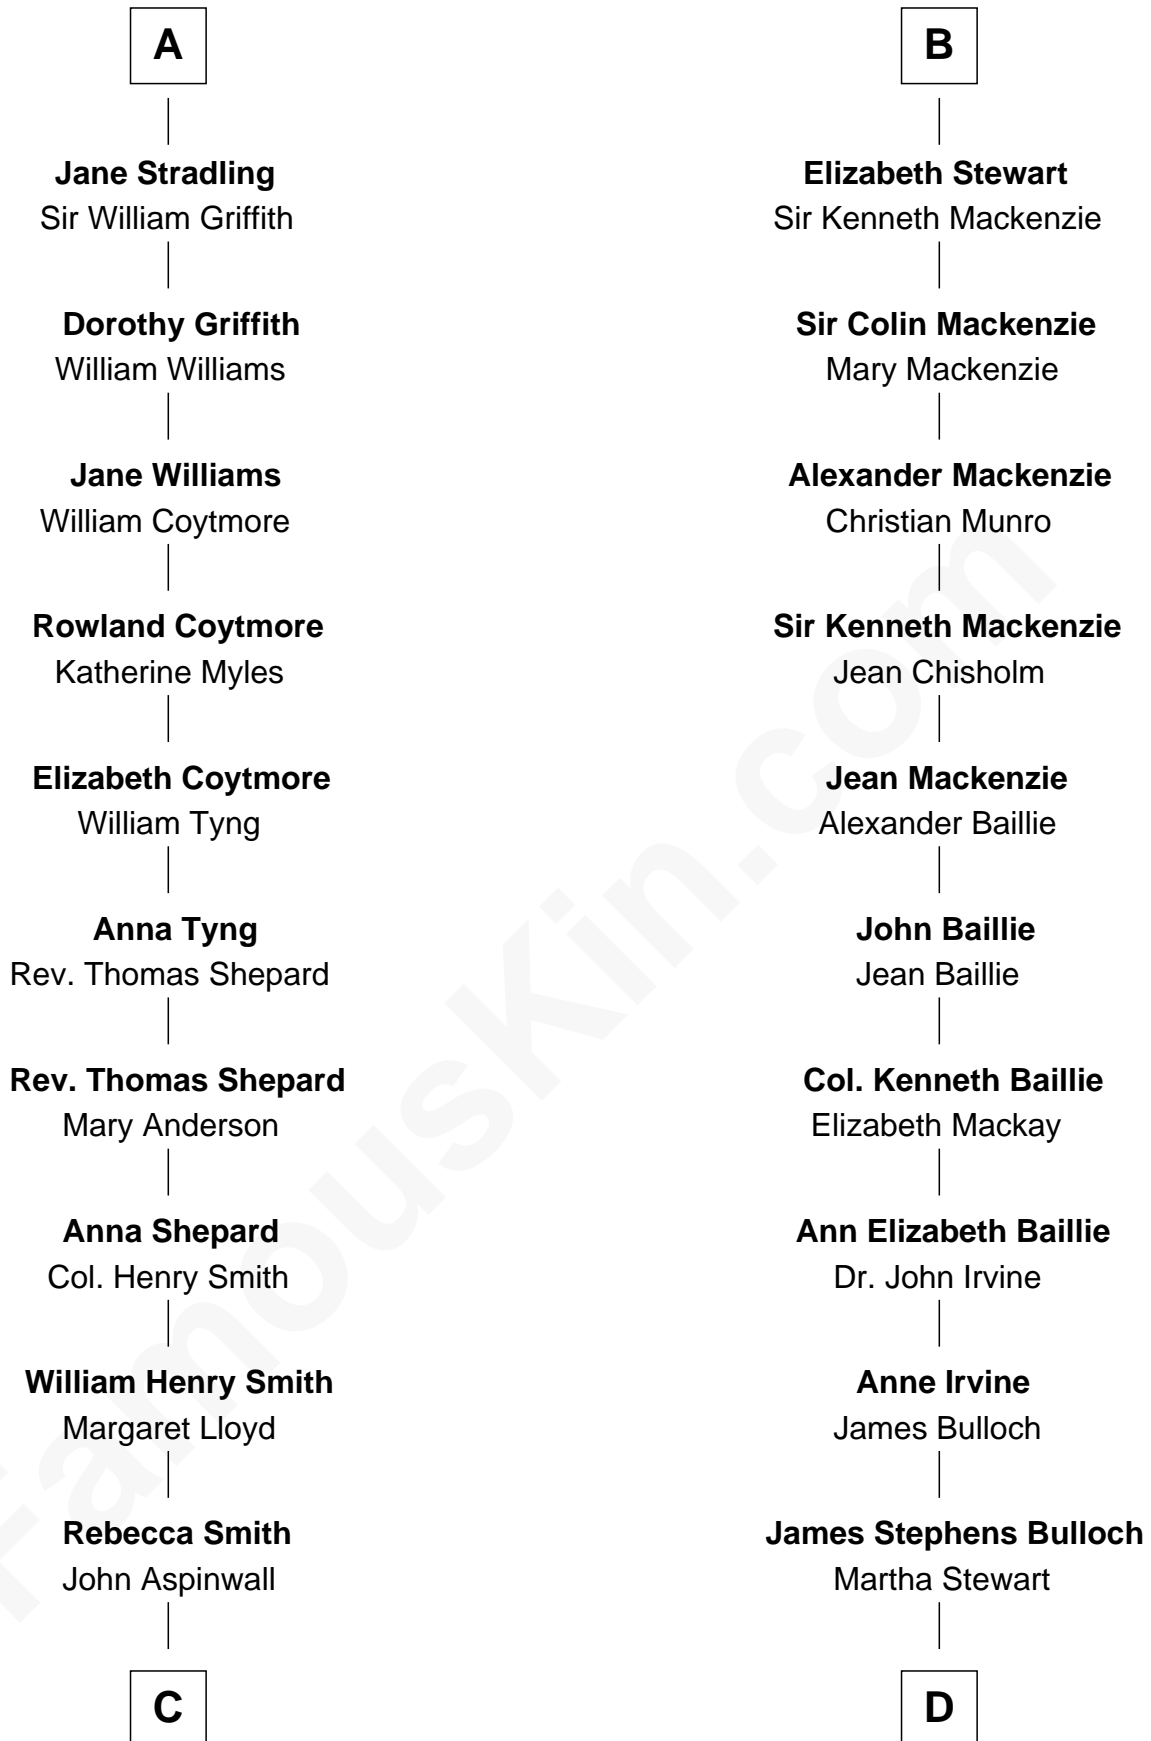 A
Jane Stradling
Sir William Griffith
Dorothy Griffith
William Williams
Jane Williams
William Coytmore
Rowland Coytmore
Katherine Myles
Elizabeth Coytmore
William Tyng
Anna Tyng
Rev. Thomas Shepard
Rev. Thomas Shepard
Mary Anderson
Anna Shepard
Col. Henry Smith
William Henry Smith
Margaret Lloyd
Rebecca Smith
John Aspinwall
C
B
Elizabeth Stewart
Sir Kenneth Mackenzie
Sir Colin Mackenzie
Mary Mackenzie
Alexander Mackenzie
Christian Munro
Sir Kenneth Mackenzie
Jean Chisholm
Jean Mackenzie
Alexander Baillie
John Baillie
Jean Baillie
Col. Kenneth Baillie
Elizabeth Mackay
Ann Elizabeth Baillie
Dr. John Irvine
Anne Irvine
James Bulloch
James Stephens Bulloch
Martha Stewart
D
FamousKin.com